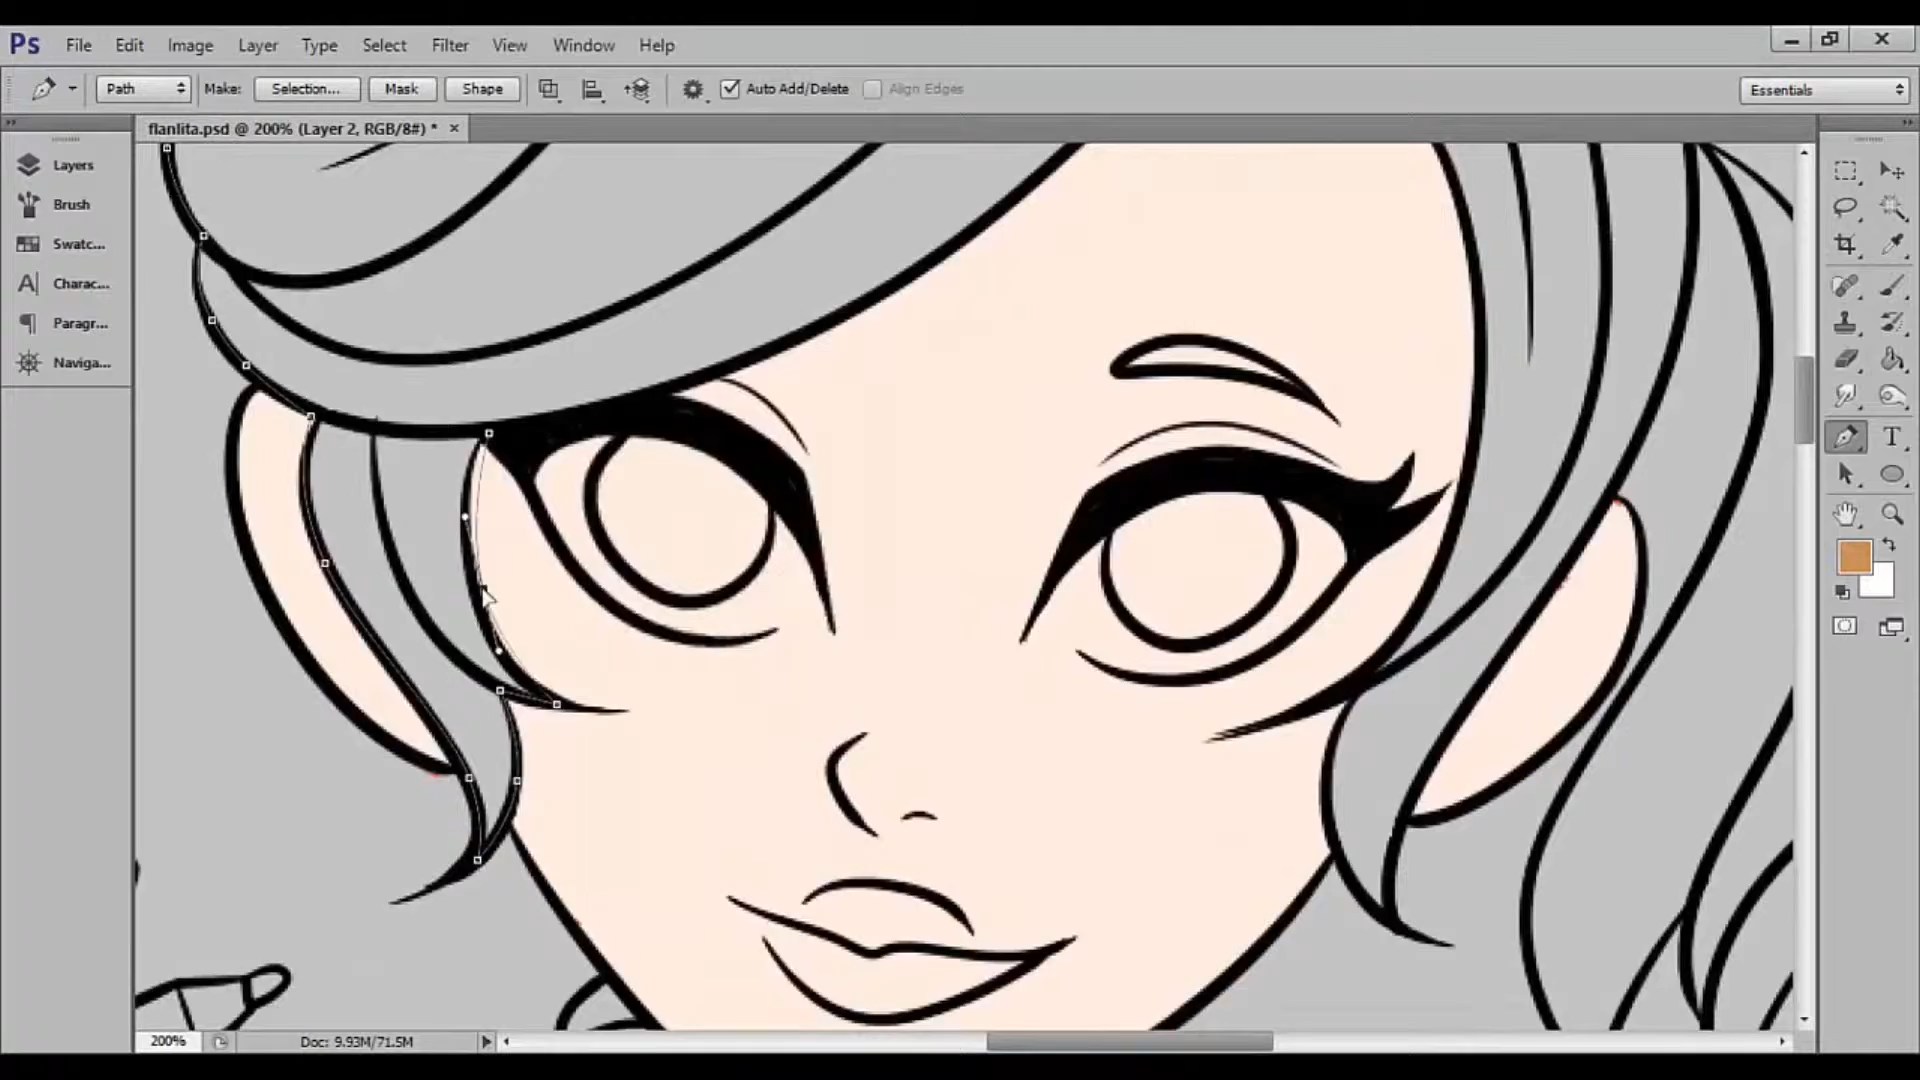 Ps File Edit Image Layer Type Select Filter View Window Help
Path Make: Selection... Mask Shape Auto Add/Delete Align Edges Essentials
flanlita.psd @ 200% (Layer 2, RGB/8#) *
Layers
Brush
Swatc...
Charac...
Paragr...
Naviga...
200% Doc: 9.93M/71.5M